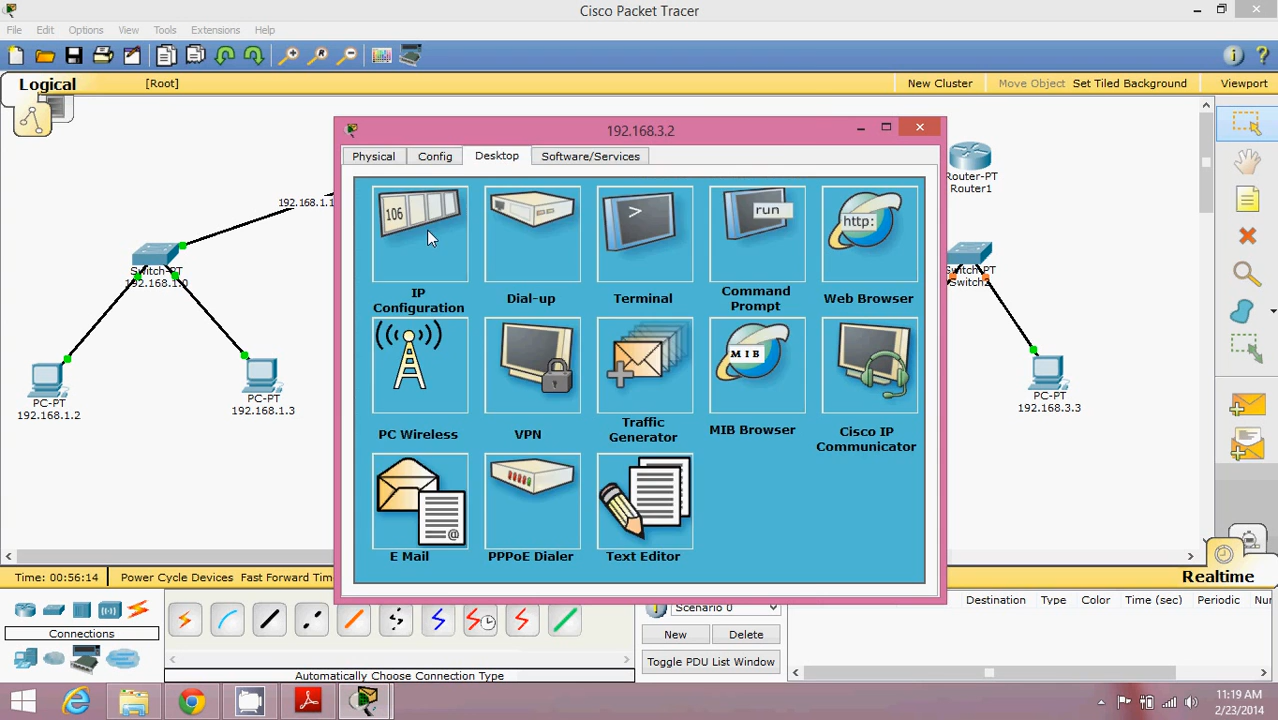 Cisco Packet Tracer
File Edit Options View Tools Extensions Help
Logical [Root] New Cluster Move Object Set Tiled Background Viewport
192.168.3.2
Physical Config Desktop Software/Services
106
>
run
http:
IP
Configuration
Dial-up
Terminal
Command
Prompt
Web Browser
MIB
PC Wireless
VPN
Traffic
Generator
MIB Browser
Cisco IP
Communicator
@
E Mail
PPPoE Dialer
Text Editor
192.168.1.1
Switch-PT
192.168.1.0
PC-PT
192.168.1.2
PC-PT
192.168.1.3
Router-PT
Router1
Switch-PT
Switch2
PC-PT
192.168.3.3
Time: 00:56:14 Power Cycle Devices Fast Forward Tim
Realtime
Connections
Automatically Choose Connection Type
Scenario 0
New Delete
Toggle PDU List Window
Destination Type Color Time (sec) Periodic Nur
11:19 AM
2/23/2014